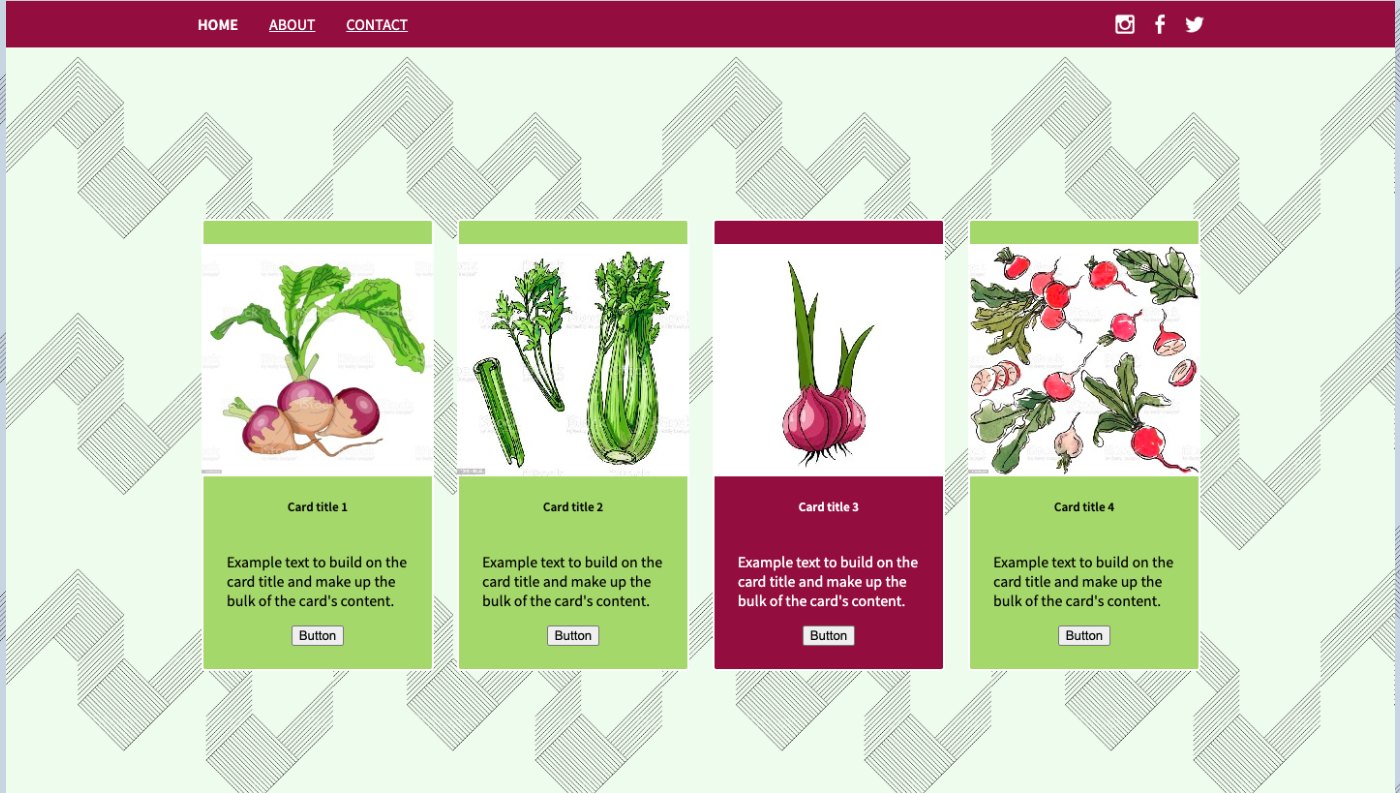 HOME ABOUT CONTACT
Card title 1
Example text to build on the
card title and make up the
bulk of the card's content.
Button
Card title 2
Example text to build on the
card title and make up the
bulk of the card's content.
Button
Card title 3
Example text to build on the
card title and make up the
bulk of the card's content.
Button
Card title 4
Example text to build on the
card title and make up the
bulk of the card's content.
Button